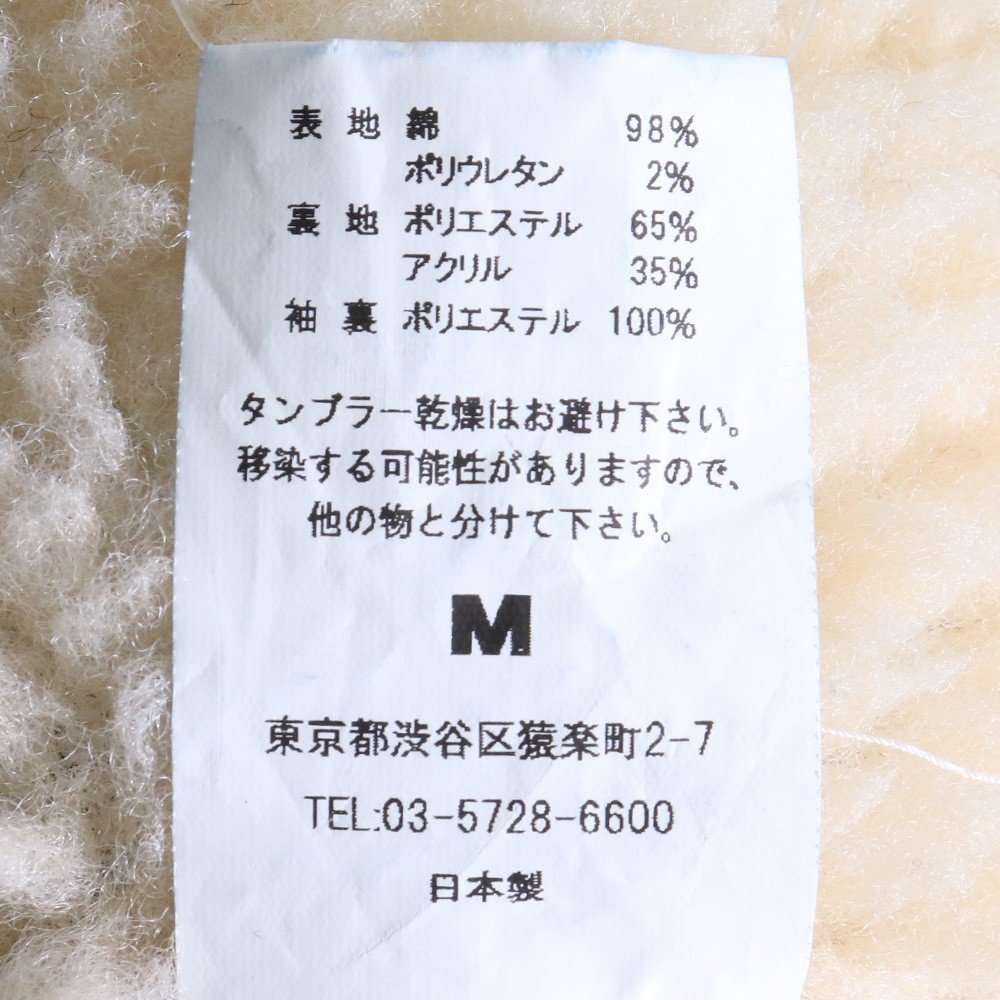 表地 綿 98%
ポリウレタン 2%
裏地 ポリエステル 65%
アクリル 35%
袖裏 ポリエステル 100%
タンブラー乾燥はお避け下さい。
移染する可能性がありますので、
他の物と分けて下さい。
M
東京都渋谷区猿楽町2-7
TEL:03-5728-6600
日本製